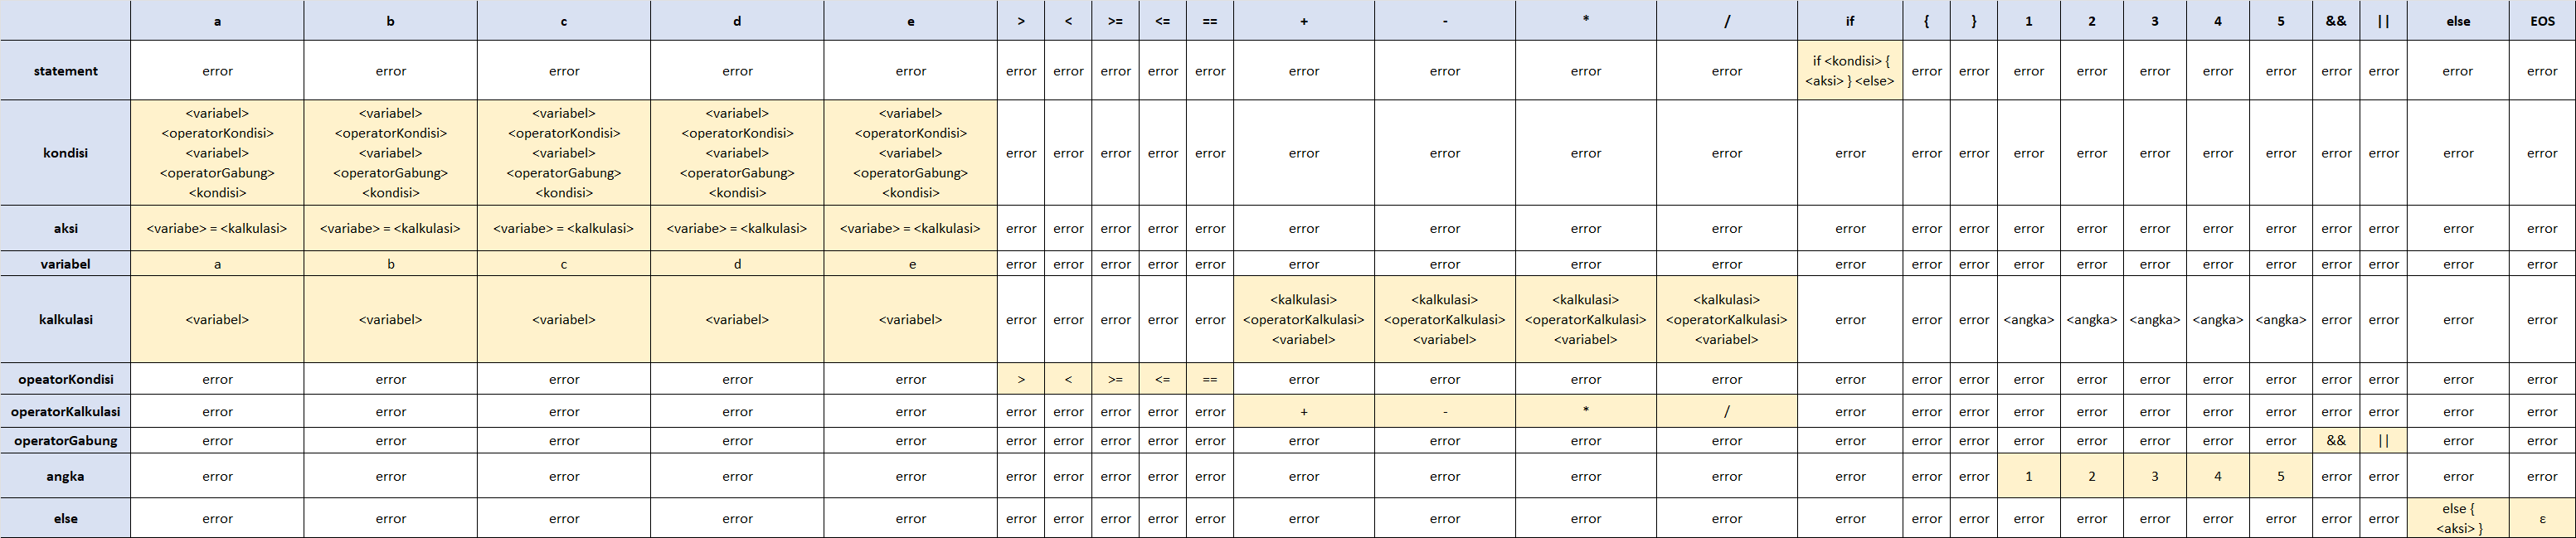 a b c d e > < >= <= == + - * / if { } 1 2 3 4 5 && || else EOS
statement error error error error error error error error error error error error error error if <kondisi> { error error error error error error error error error error error
<aksi> } <else>
<variabel> <variabel> <variabel> <variabel> <variabel>
<operatorKondisi> <operatorKondisi> <operatorKondisi> <operatorKondisi> <operatorKondisi>
kondisi <variabel> <variabel> <variabel> <variabel> <variabel> error error error error error error error error error error error error error error error error error error error error error
<operatorGabung> <operatorGabung> <operatorGabung> <operatorGabung> <operatorGabung>
<kondisi> <kondisi> <kondisi> <kondisi> <kondisi>
aksi <variabe> = <kalkulasi> <variabe> = <kalkulasi> <variabe> = <kalkulasi> <variabe> = <kalkulasi> <variabe> = <kalkulasi> error error error error error error error error error error error error error error error error error error error error error
variabel a b c d e error error error error error error error error error error error error error error error error error error error error error
<kalkulasi> <kalkulasi> <kalkulasi> <kalkulasi>
kalkulasi <variabel> <variabel> <variabel> <variabel> <variabel> error error error error error <operatorKalkulasi> <operatorKalkulasi> <operatorKalkulasi> <operatorKalkulasi> error error error <angka> <angka> <angka> <angka> <angka> error error error error
<variabel> <variabel> <variabel> <variabel>
opeatorKondisi error error error error error > < >= <= == error error error error error error error error error error error error error error error error
operatorKalkulasi error error error error error error error error error error + - * / error error error error error error error error error error error error
operatorGabung error error error error error error error error error error error error error error error error error error error error error error && || error error
angka error error error error error error error error error error error error error error error error error 1 2 3 4 5 error error error error
else error error error error error error error error error error error error error error error error error error error error error error error error else { ε
<aksi> }